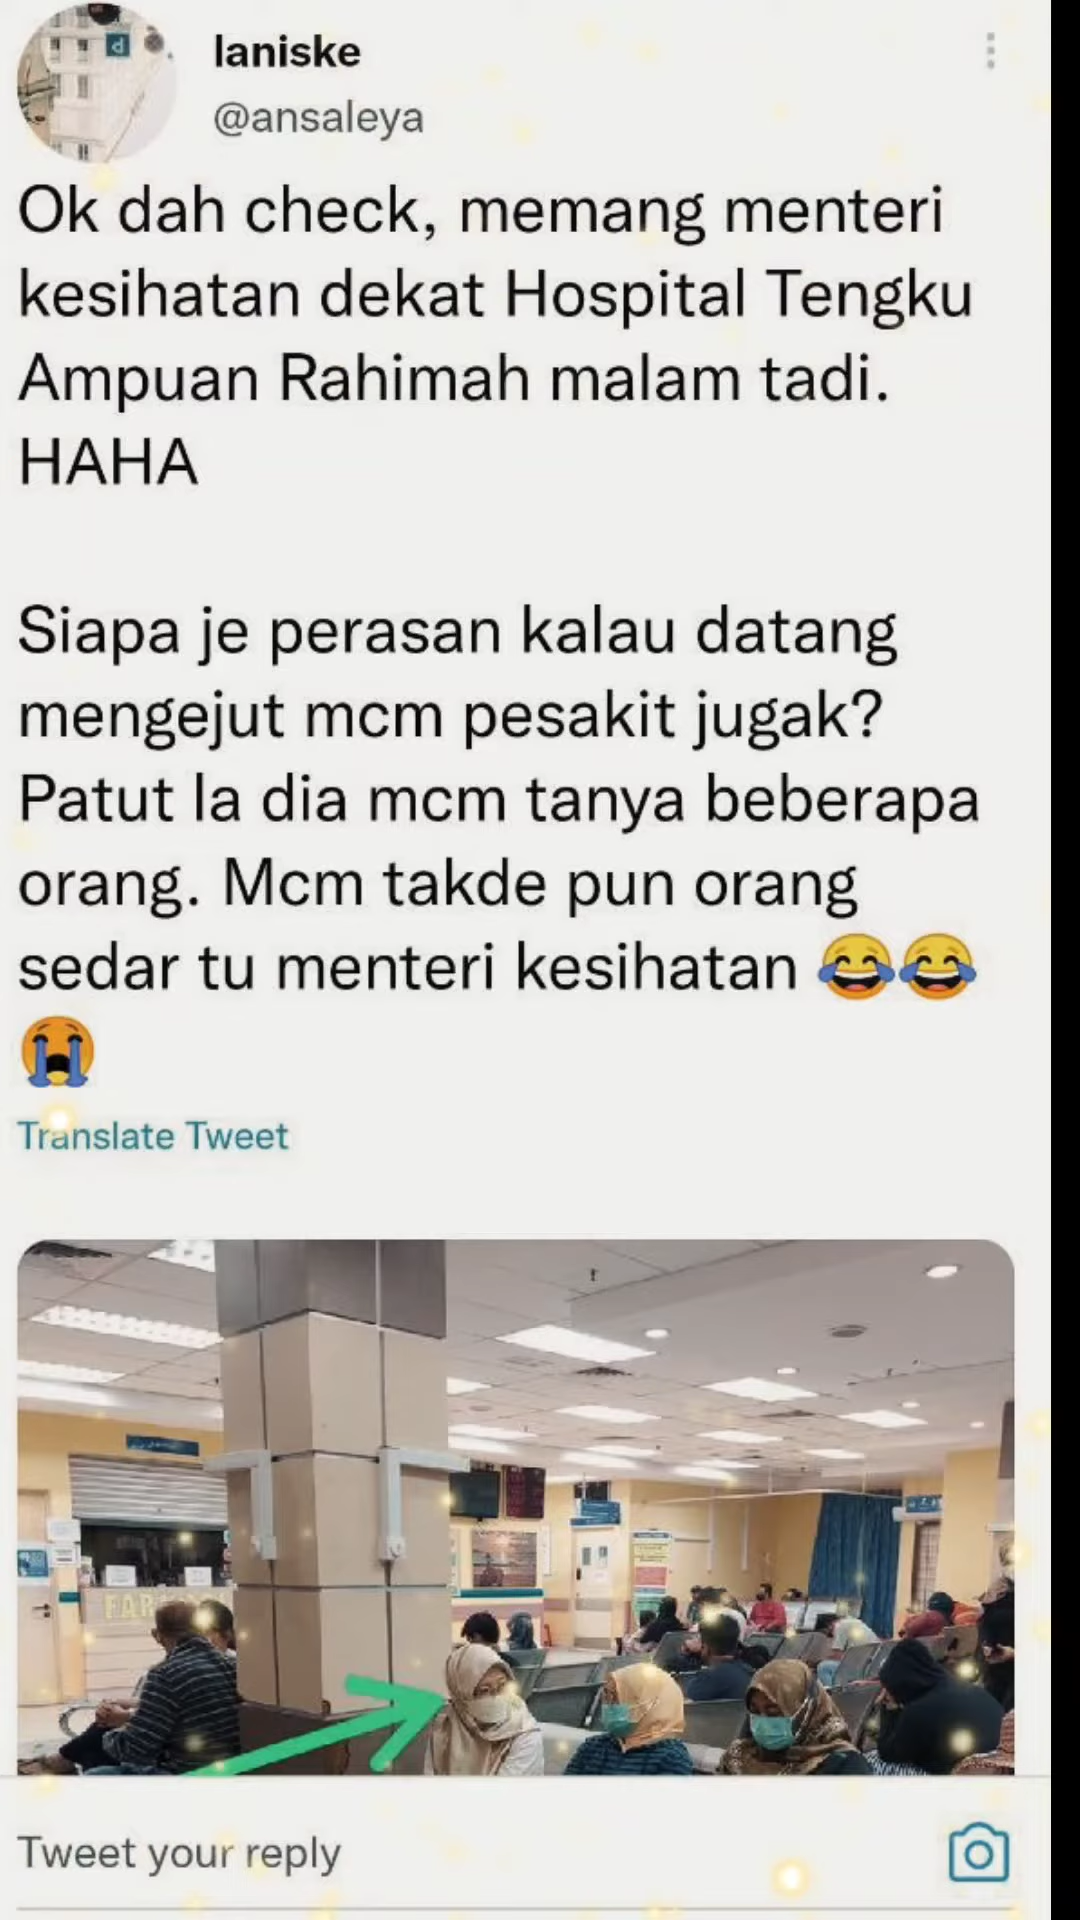 laniske
@ansaleya
Ok dah check, memang menteri
kesihatan dekat Hospital Tengku
Ampuan Rahimah malam tadi.
HAHA
Siapa je perasan kalau datang
mengejut mcm pesakit jugak?
Patut la dia mcm tanya beberapa
orang. Mcm takde pun orang
sedar tu menteri kesihatan 😂😂
😭
Translate Tweet
Tweet your reply